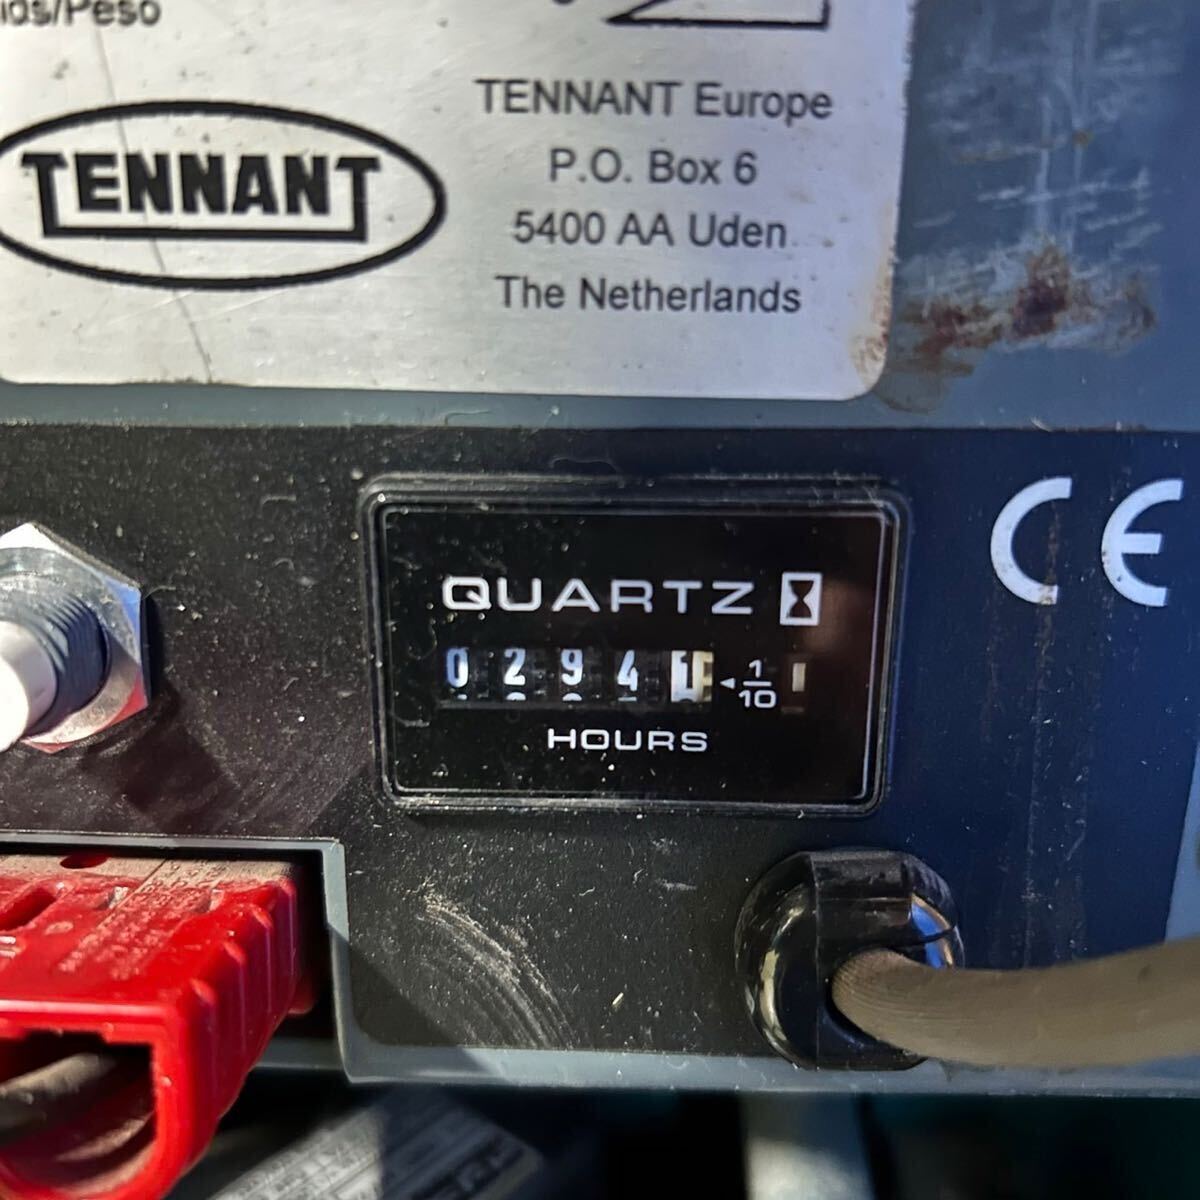 TENNANT Europe
TENNANT
P.O. Box 6
5400 AA Uden
The Netherlands
CE
QUARTZ
0 2 9 4 1 1/10
HOURS